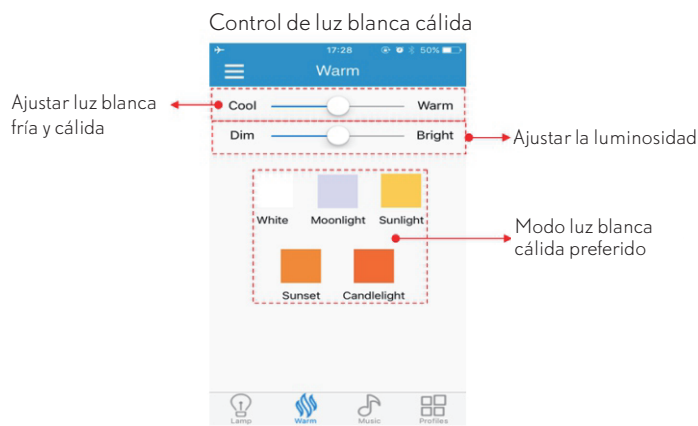 Control de luz blanca cálida
17:28 50%
Warm
Ajustar luz blanca
fría y cálida
Cool Warm
Dim Bright
Ajustar la luminosidad
White Moonlight Sunlight
Modo luz blanca
cálida preferido
Sunset Candlelight
Lamp Warm Music Profiles